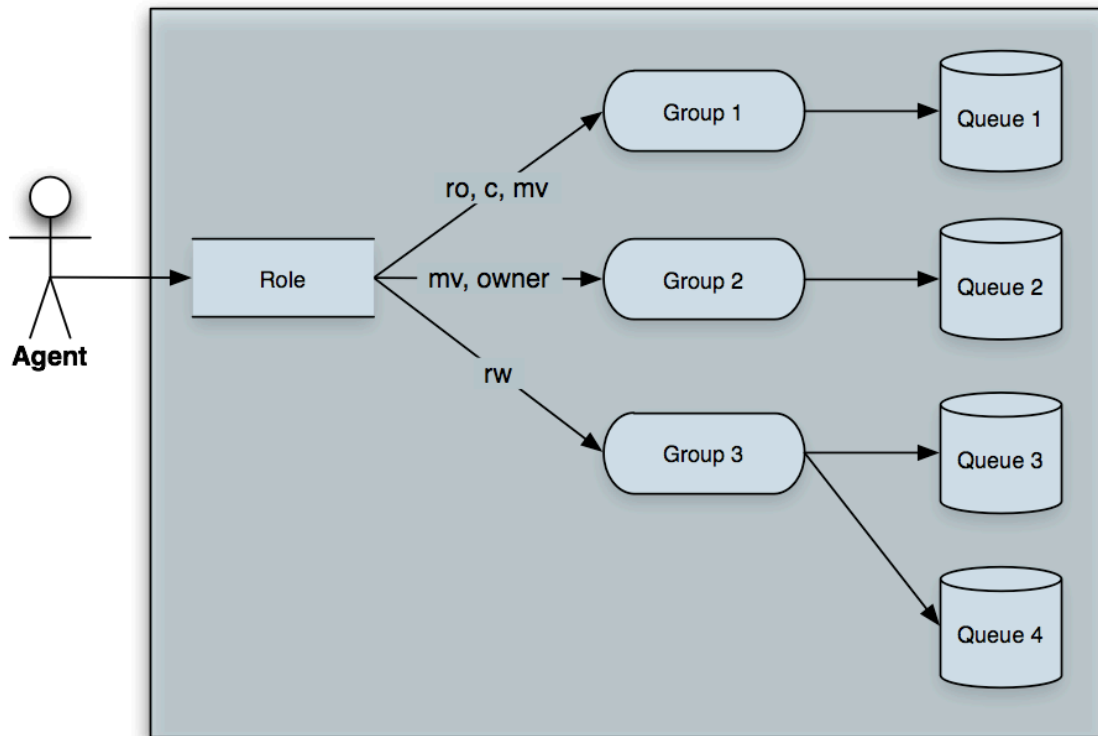 Group 1
Queue 1
ro, c, mv
Role
mv, owner
Group 2
Queue 2
Agent
rw
Group 3
Queue 3
Queue 4